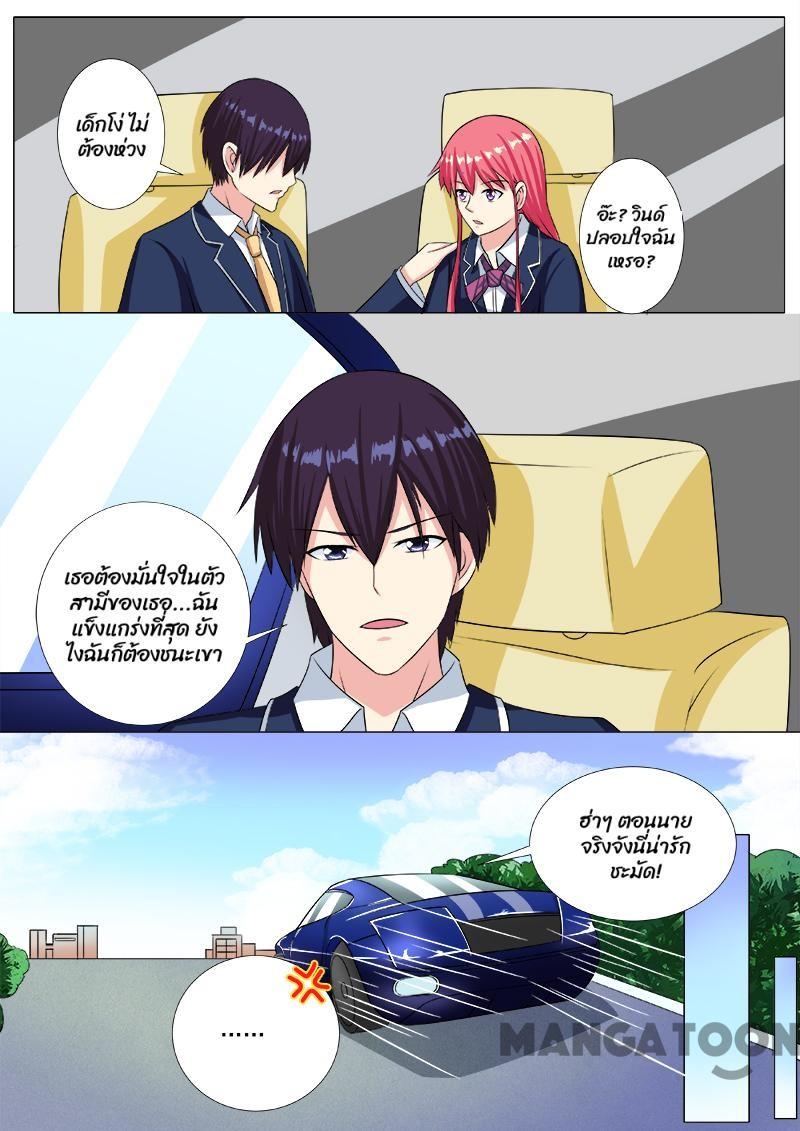 เด็กโง่ ไม่
ต้องห่วง
อ๊ะ? วินด์
ปลอบใจฉัน
เหรอ?
เธอต้องมั่นใจในตัว
สามีของเธอ...ฉัน
แข็งแกร่งที่สุด ยัง
ไงฉันก็ต้องชนะเขา
ฮ่าๆ ตอนนาย
จริงจังนี่น่ารัก
ชะมัด!
......
MANGATOON